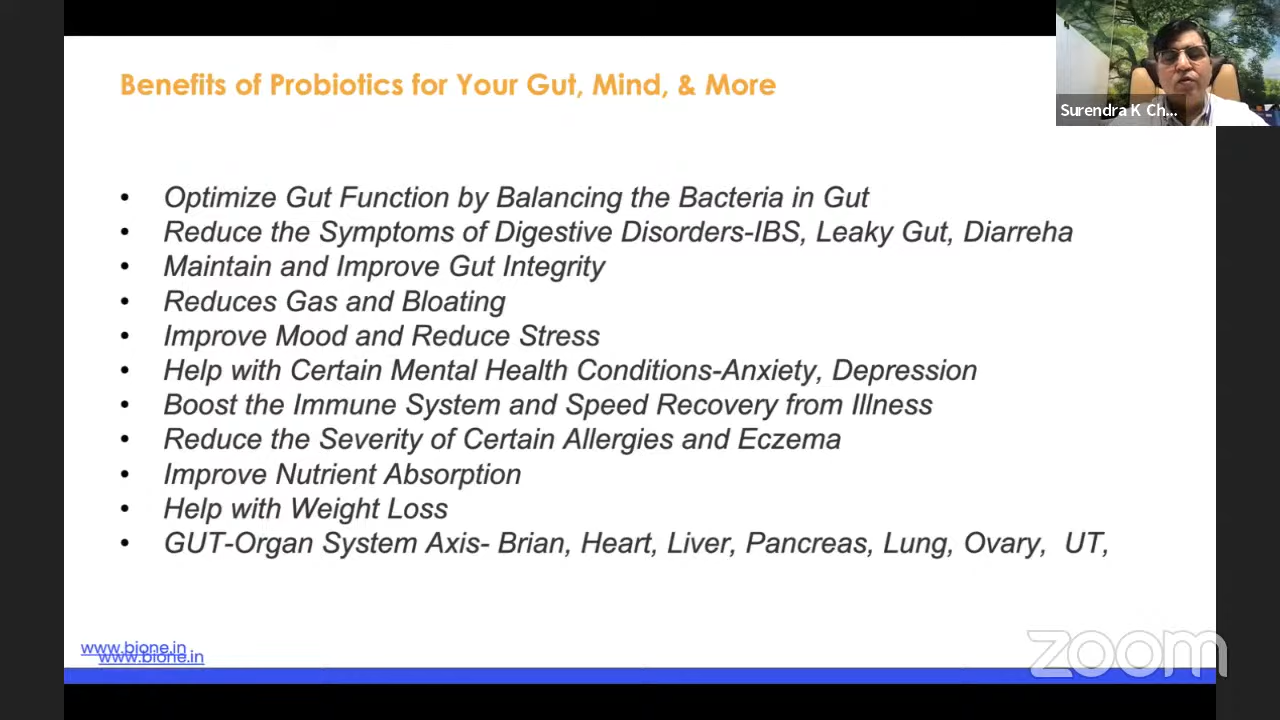 Benefits of Probiotics for Your Gut, Mind, & More
Surendra K Ch...
• Optimize Gut Function by Balancing the Bacteria in Gut
• Reduce the Symptoms of Digestive Disorders-IBS, Leaky Gut, Diarreha
• Maintain and Improve Gut Integrity
• Reduces Gas and Bloating
• Improve Mood and Reduce Stress
• Help with Certain Mental Health Conditions-Anxiety, Depression
• Boost the Immune System and Speed Recovery from Illness
• Reduce the Severity of Certain Allergies and Eczema
• Improve Nutrient Absorption
• Help with Weight Loss
• GUT-Organ System Axis- Brian, Heart, Liver, Pancreas, Lung, Ovary, UT,
www.bione.in
www.bione.in
zoom